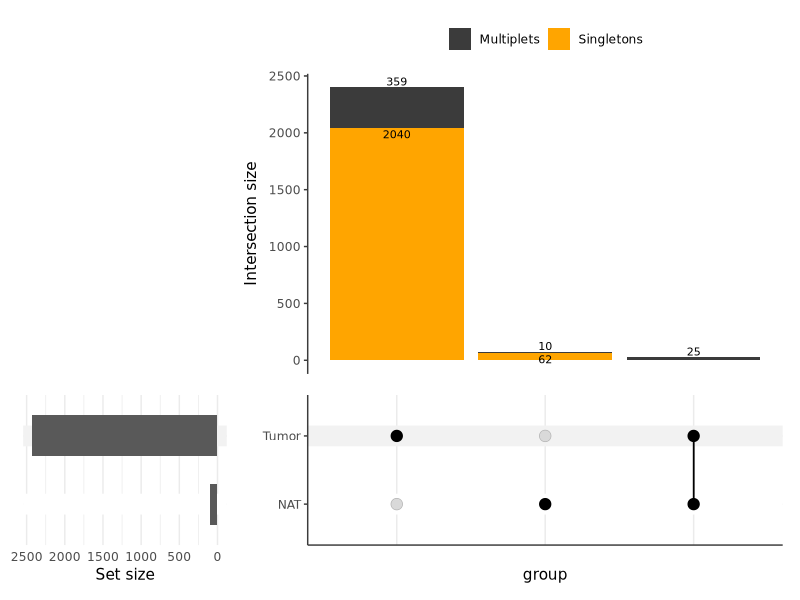 Multiplets Singletons
2500
2000
1500
1000
500
0
Intersection size
359
2040
10
62
25
Tumor
NAT
2500 2000 1500 1000 500 0
Set size
group